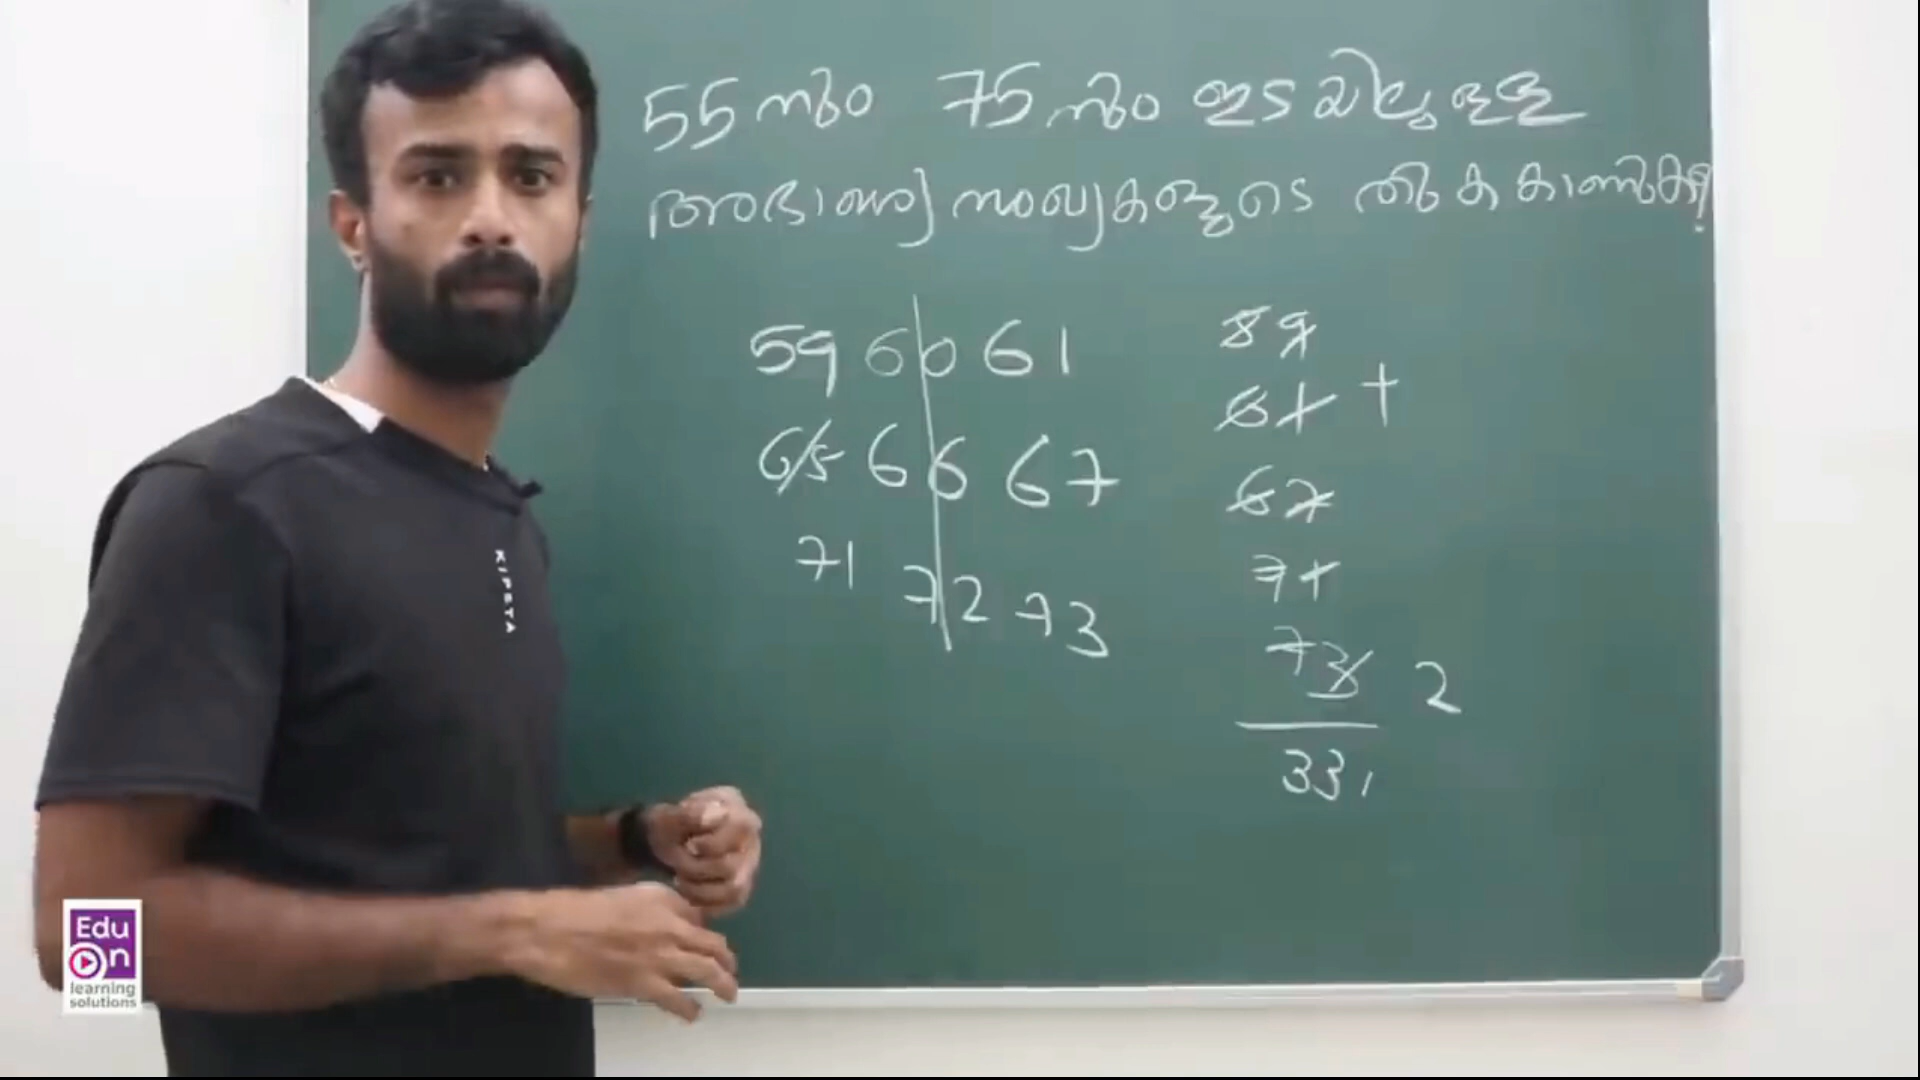 55 നും 75 നും ഇടയിലുള്ള
അഭാജ്യ സംഖ്യകളുടെ തുക കാണുക?
59 60 61
65 66 67
71 72 73
59
61 +
67
71
73 2
331
KIPSTA
Edu
On
learning
solutions